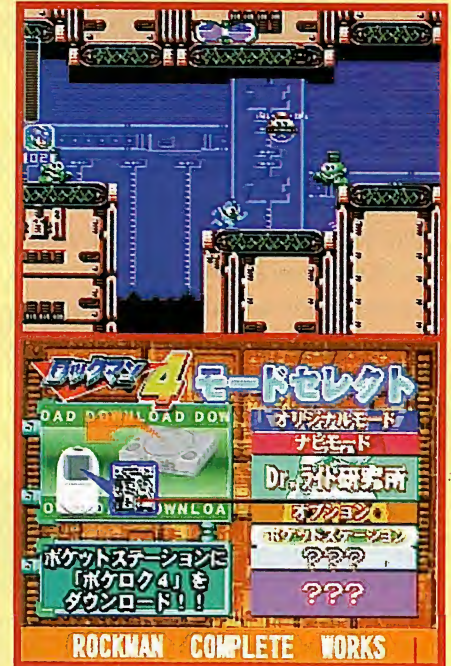 02
ロックマン4 モードセレクト
OAD DOWNLOAD DOW
オリジナルモード
ナビモード
Dr.ライト研究所
OWNLOA
オプション
ポケットステーション
???
???
ポケットステーションに
「ポケロク4」を
ダウンロード!!
ROCKMAN COMPLETE WORKS